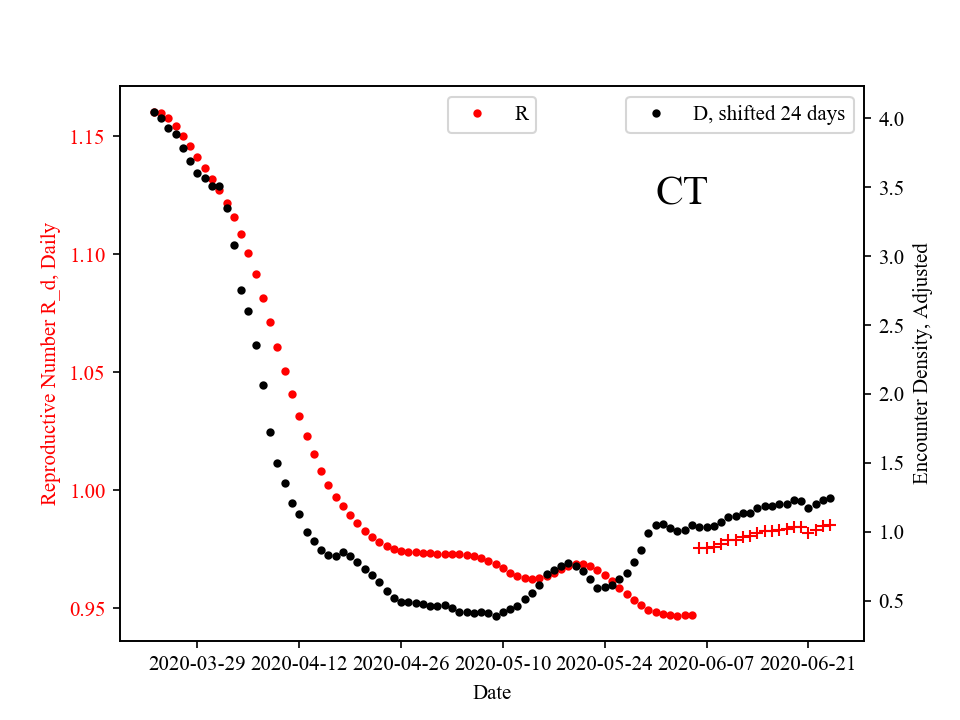 R
D, shifted 24 days
CT
1.15
1.10
1.05
1.00
0.95
Reproductive Number R_d, Daily
4.0
3.5
3.0
2.5
2.0
1.5
1.0
0.5
Encounter Density, Adjusted
2020-03-29 2020-04-12 2020-04-26 2020-05-10 2020-05-24 2020-06-07 2020-06-21
Date